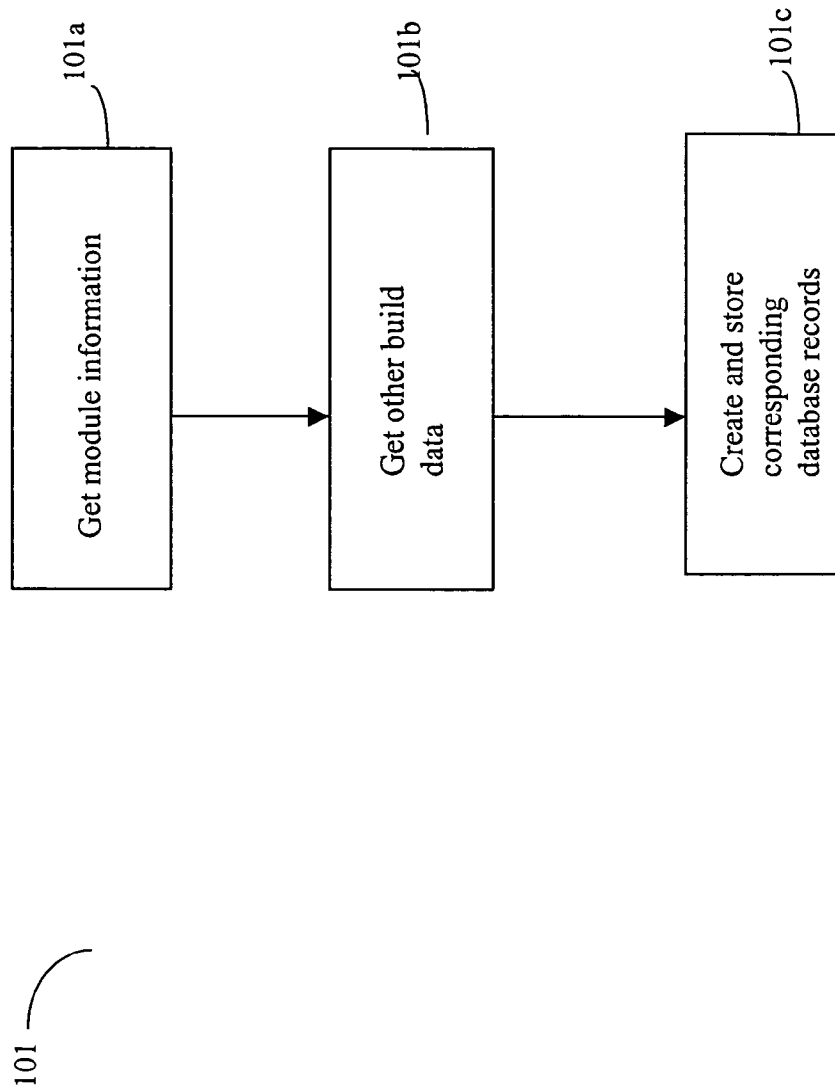 101
Get module information
101a
Get other build
data
101b
Create and store
corresponding
database records
101c